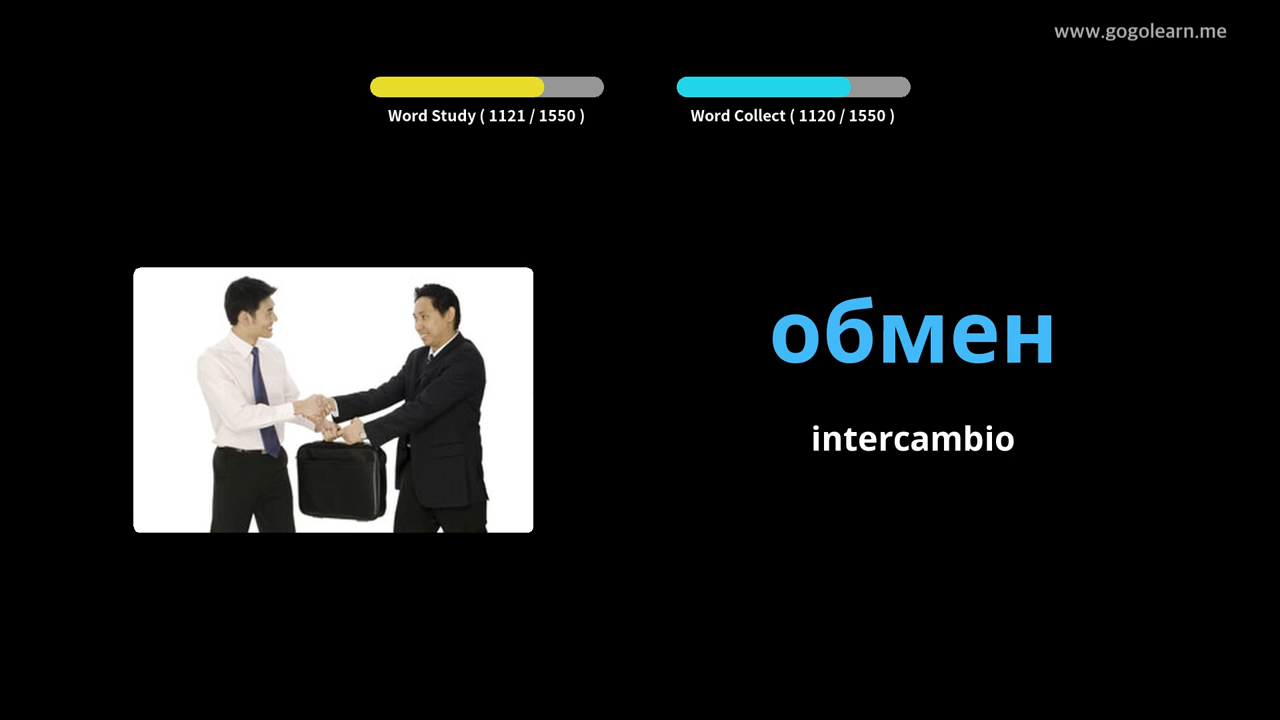 www.gogolearn.me
Word Study ( 1121 / 1550 )
Word Collect ( 1120 / 1550 )
обмен
intercambio